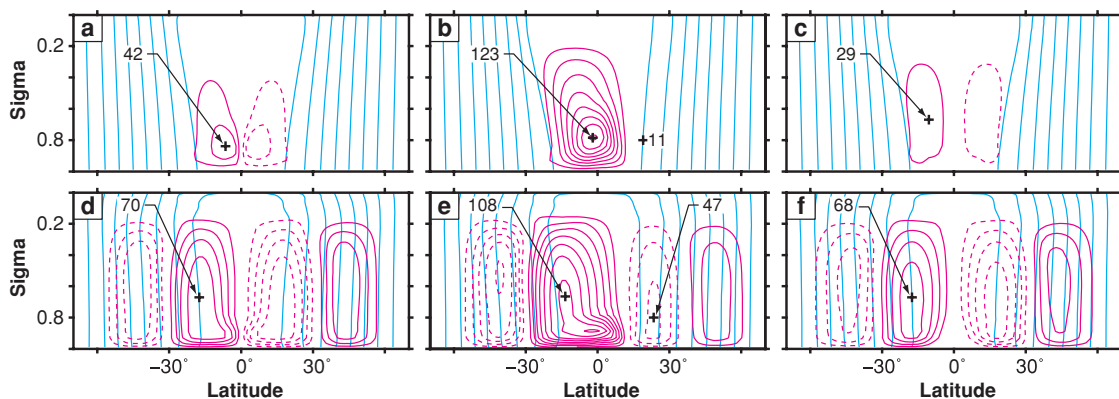 a b c
Sigma 0.2 0.8
42 123 +11 29
d e f
Sigma 0.2 0.8
70 108 47 68
−30° 0° 30° −30° 0° 30° −30° 0° 30°
Latitude Latitude Latitude